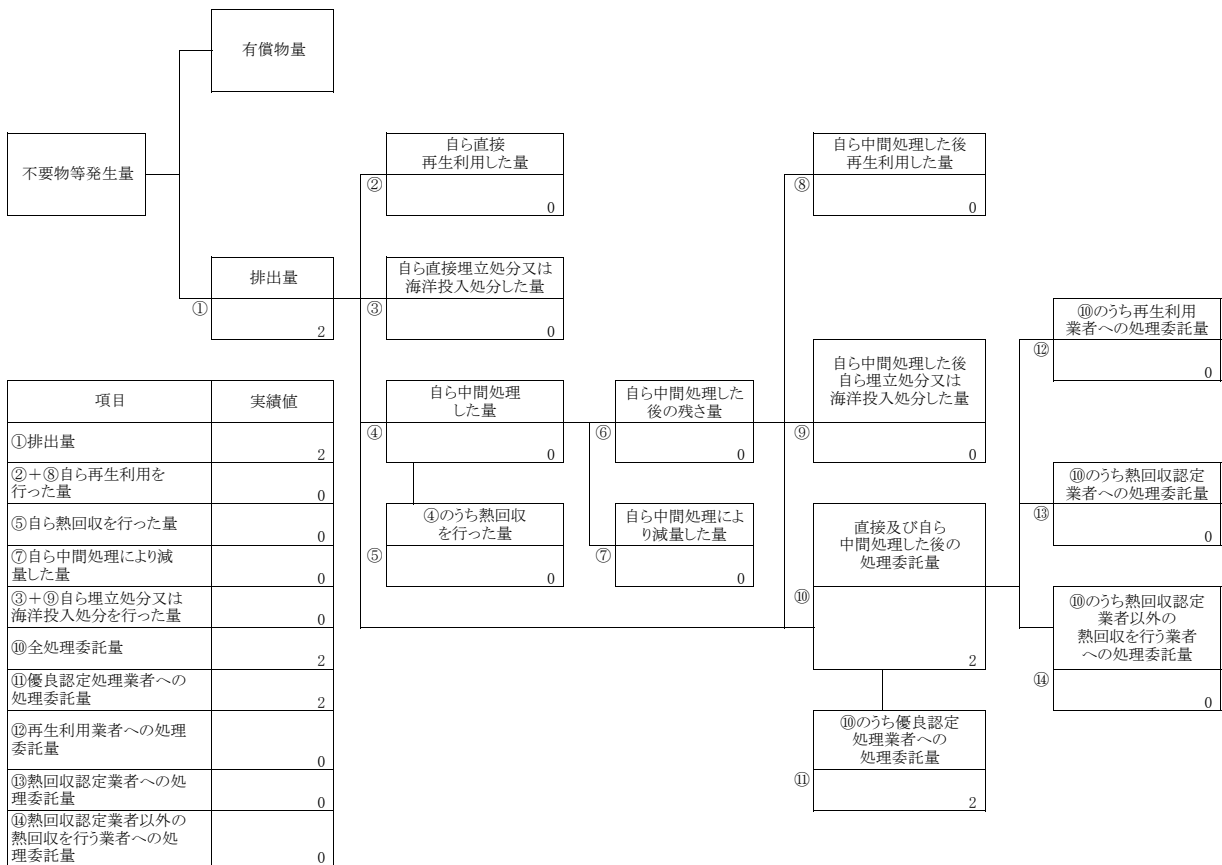 有償物量
不要物等発生量
自ら直接
再生利用した量
②
0
自ら中間処理した後
再生利用した量
⑧
0
排出量
①
2
自ら直接埋立処分又は
海洋投入処分した量
③
0
⑩のうち再生利用
業者への処理委託量
⑫
0
自ら中間処理
した量
④
0
自ら中間処理した
後の残さ量
⑥
0
自ら中間処理した後
自ら埋立処分又は
海洋投入処分した量
⑨
0
⑩のうち熱回収認定
業者への処理委託量
⑬
0
④のうち熱回収
を行った量
⑤
0
自ら中間処理によ
り減量した量
⑦
0
直接及び自ら
中間処理した後の
処理委託量
⑩
2
⑩のうち熱回収認定
業者以外の
熱回収を行う業者
への処理委託量
⑭
0
⑩のうち優良認定
処理業者への
処理委託量
⑪
2
項目 実績値
①排出量
2
②+⑧自ら再生利用を
行った量
0
⑤自ら熱回収を行った量
0
⑦自ら中間処理により減
量した量
0
③+⑨自ら埋立処分又は
海洋投入処分を行った量
0
⑩全処理委託量
2
⑪優良認定処理業者への
処理委託量
2
⑫再生利用業者への処理
委託量
0
⑬熱回収認定業者への処
理委託量
0
⑭熱回収認定業者以外の
熱回収を行う業者への処
理委託量
0